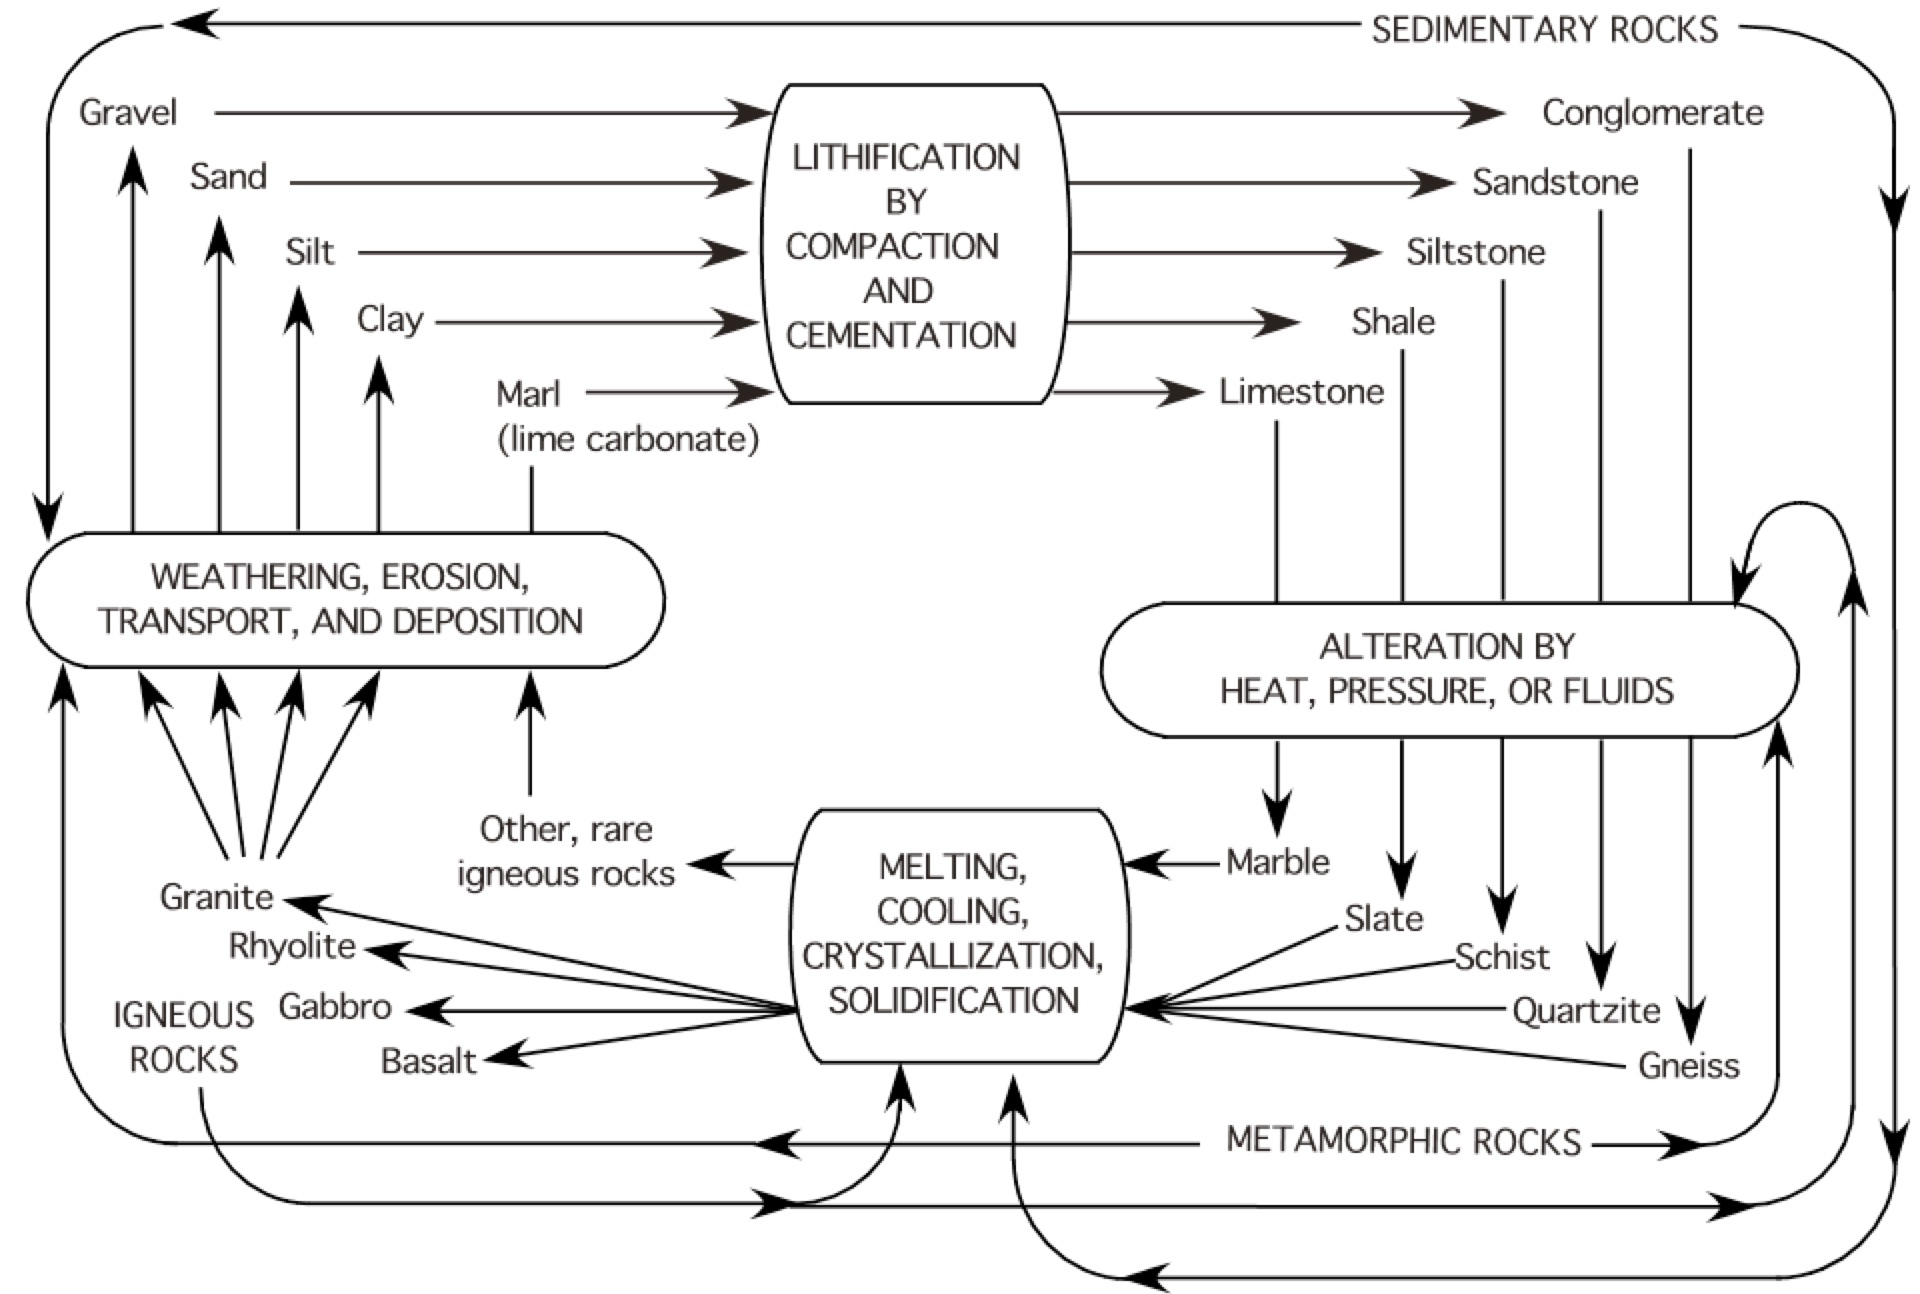 SEDIMENTARY ROCKS
Gravel
Conglomerate
Sand
Sandstone
Silt
Siltstone
Clay
Shale
Marl
(lime carbonate)
Limestone
LITHIFICATION
BY
COMPACTION
AND
CEMENTATION
WEATHERING, EROSION,
TRANSPORT, AND DEPOSITION
ALTERATION BY
HEAT, PRESSURE, OR FLUIDS
Other, rare
igneous rocks
MELTING,
COOLING,
CRYSTALLIZATION,
SOLIDIFICATION
Marble
Slate
Schist
Quartzite
Gneiss
Granite
Rhyolite
Gabbro
Basalt
IGNEOUS
ROCKS
METAMORPHIC ROCKS